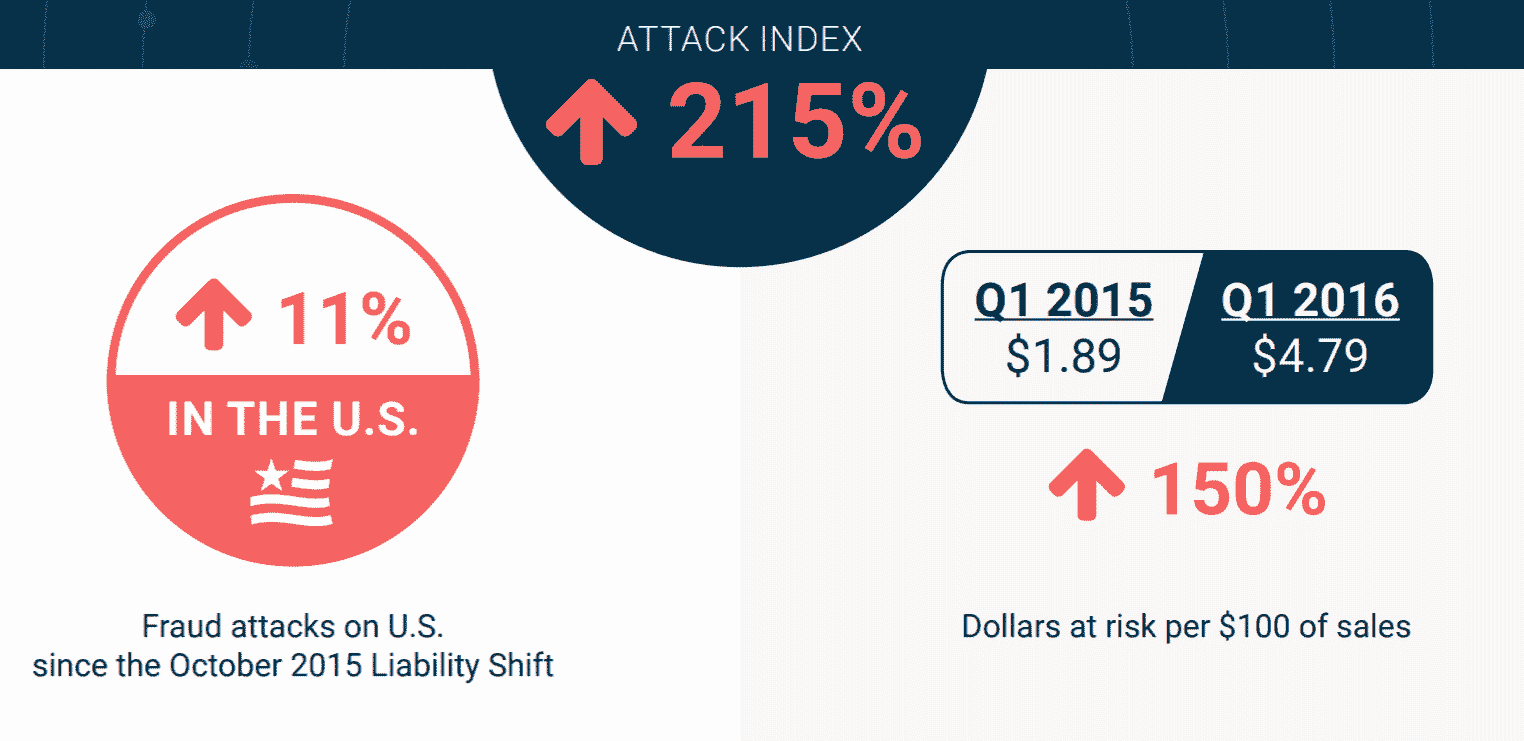 ATTACK INDEX
215%
11%
IN THE U.S.
Fraud attacks on U.S.
since the October 2015 Liability Shift
Q1 2015 Q1 2016
$1.89 $4.79
150%
Dollars at risk per $100 of sales